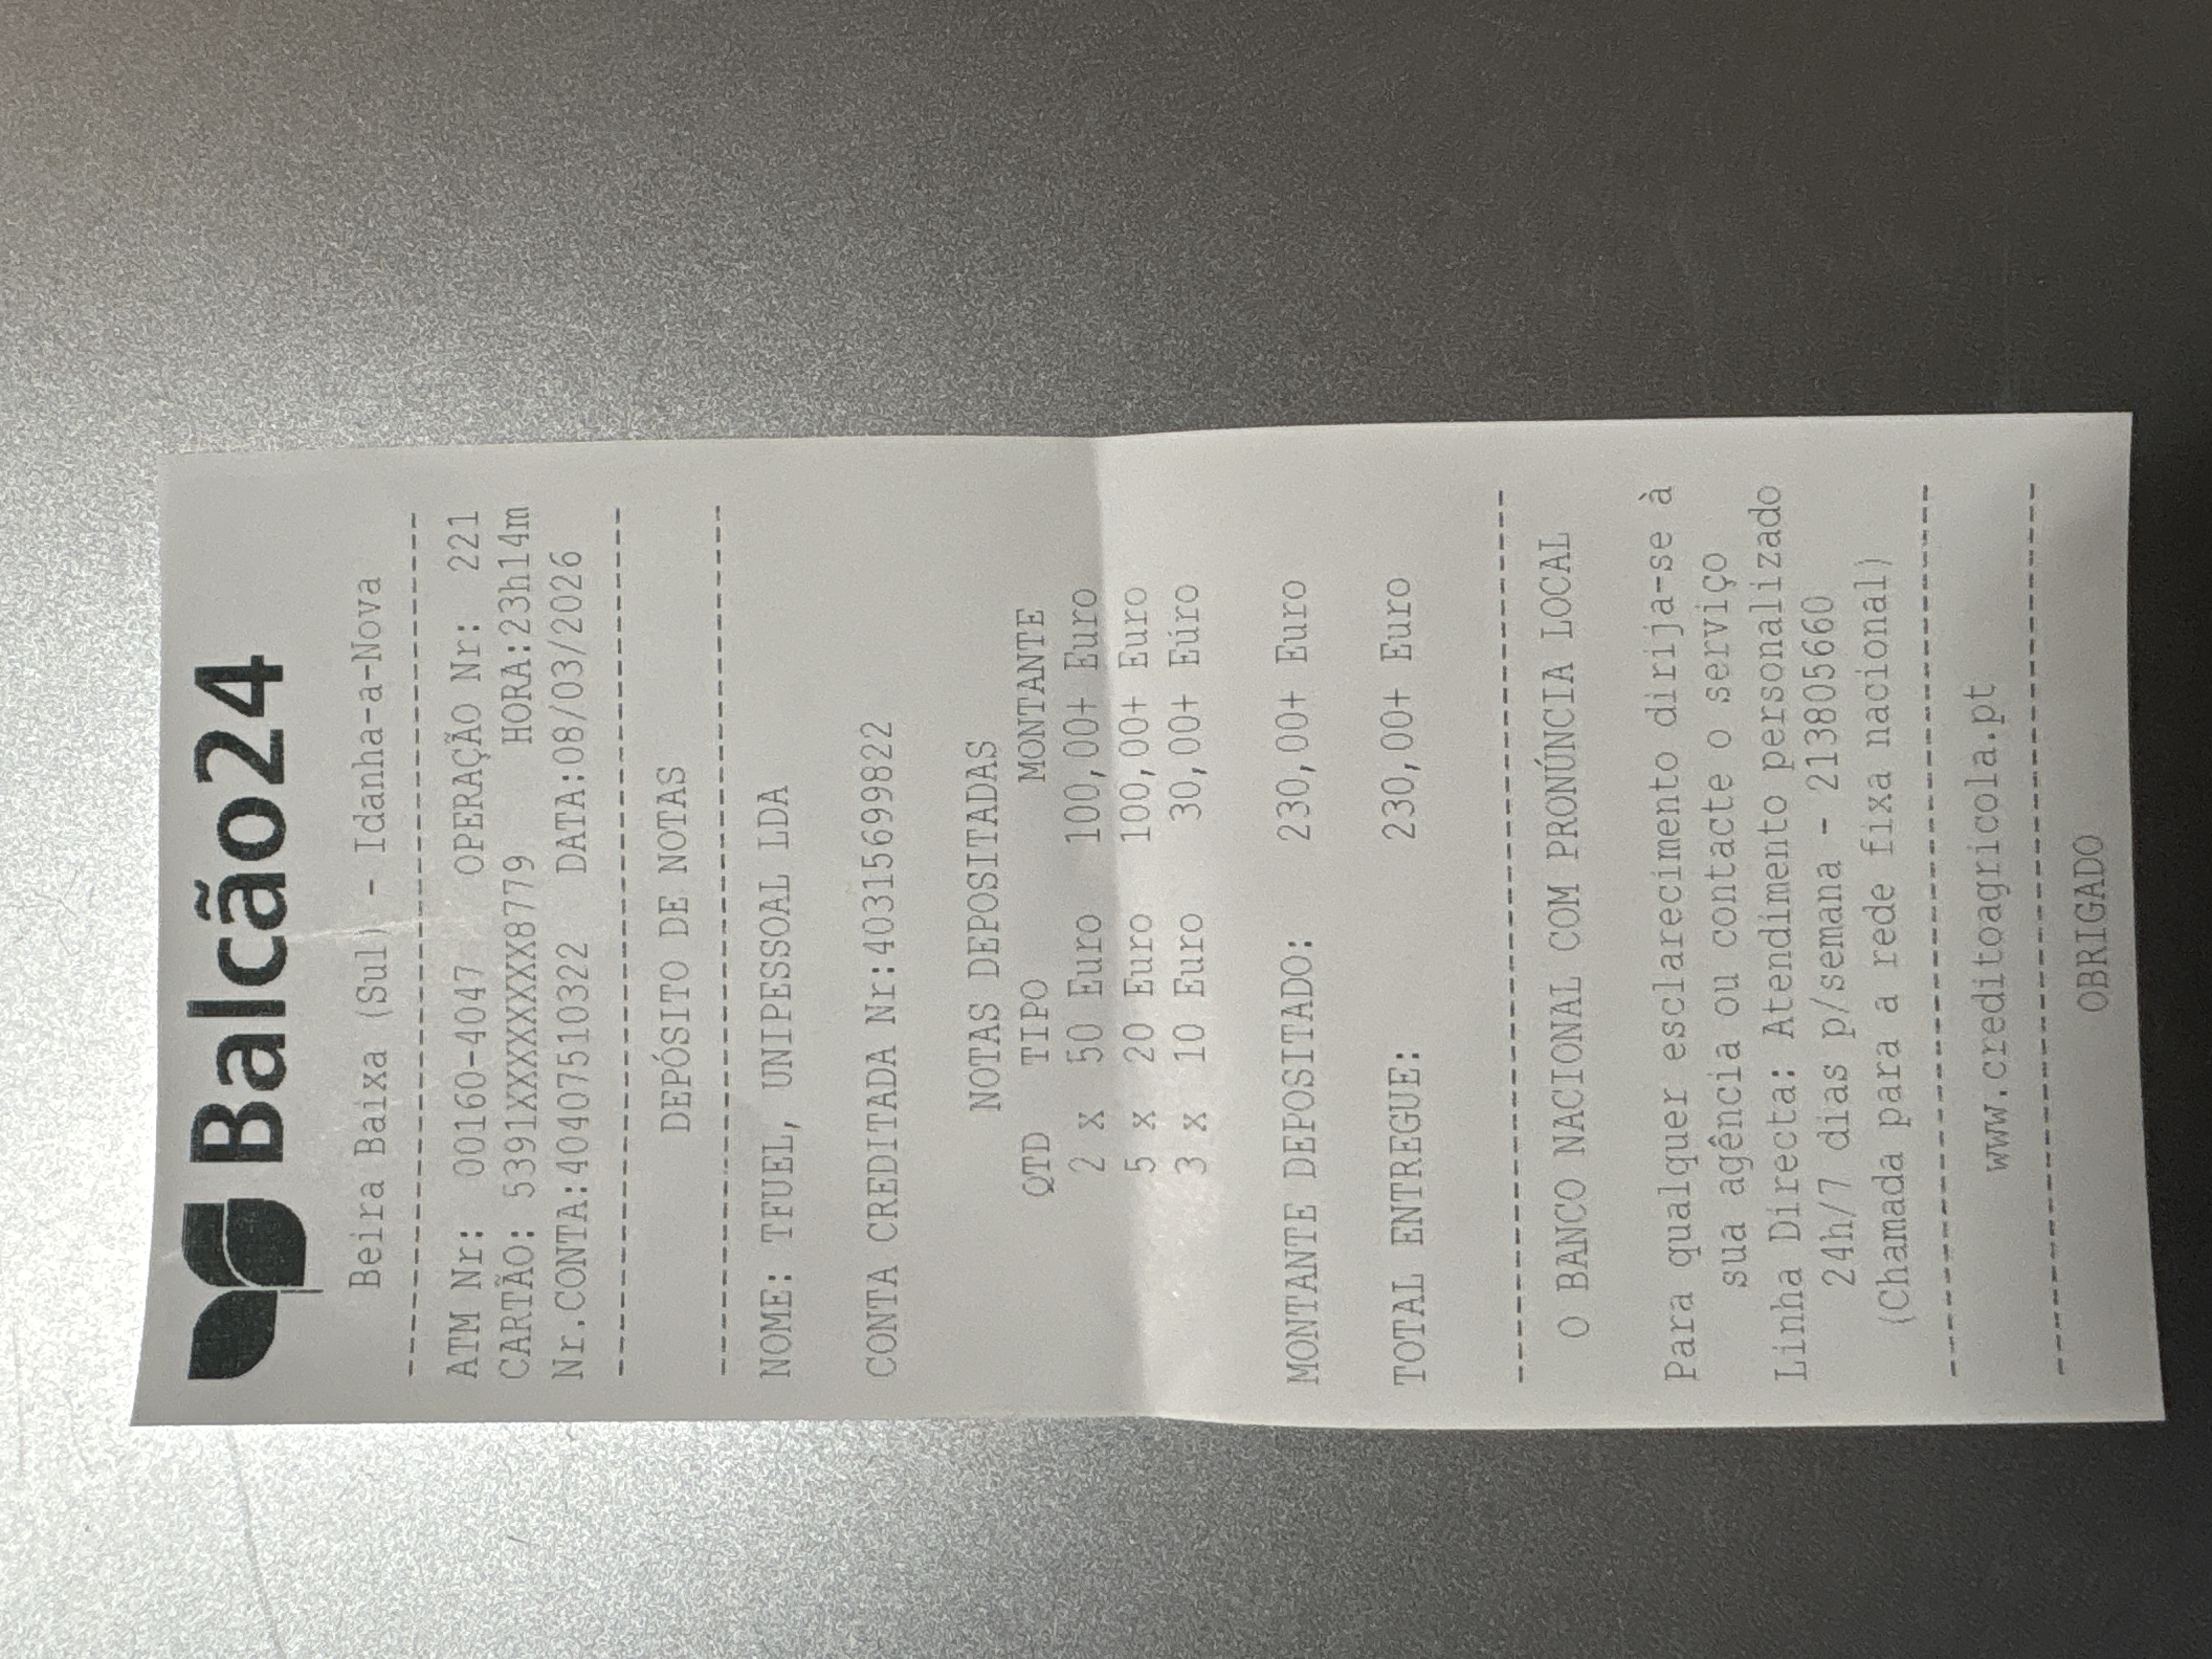 Balcão24
Beira Baixa (Sul) - Idanha-a-Nova
--------------------------------------------
ATM Nr: 00160-4047 OPERAÇÃO Nr: 221
CARTÃO: 5391XXXXXXXX8779 HORA:23h14m
Nr.CONTA:40407510322 DATA:08/03/2026
--------------------------------------------
DEPÓSITO DE NOTAS
--------------------------------------------
NOME: TFUEL, UNIPESSOAL LDA
CONTA CREDITADA Nr:40315699822
NOTAS DEPOSITADAS
QTD TIPO MONTANTE
2 x 50 Euro 100,00+ Euro
5 x 20 Euro 100,00+ Euro
3 x 10 Euro 30,00+ Euro
MONTANTE DEPOSITADO: 230,00+ Euro
TOTAL ENTREGUE: 230,00+ Euro
--------------------------------------------
O BANCO NACIONAL COM PRONÚNCIA LOCAL
Para qualquer esclarecimento dirija-se à
sua agência ou contacte o serviço
Linha Directa: Atendimento personalizado
24h/7 dias p/semana - 213805660
(Chamada para a rede fixa nacional)
--------------------------------------------
www.creditoagricola.pt
--------------------------------------------
OBRIGADO